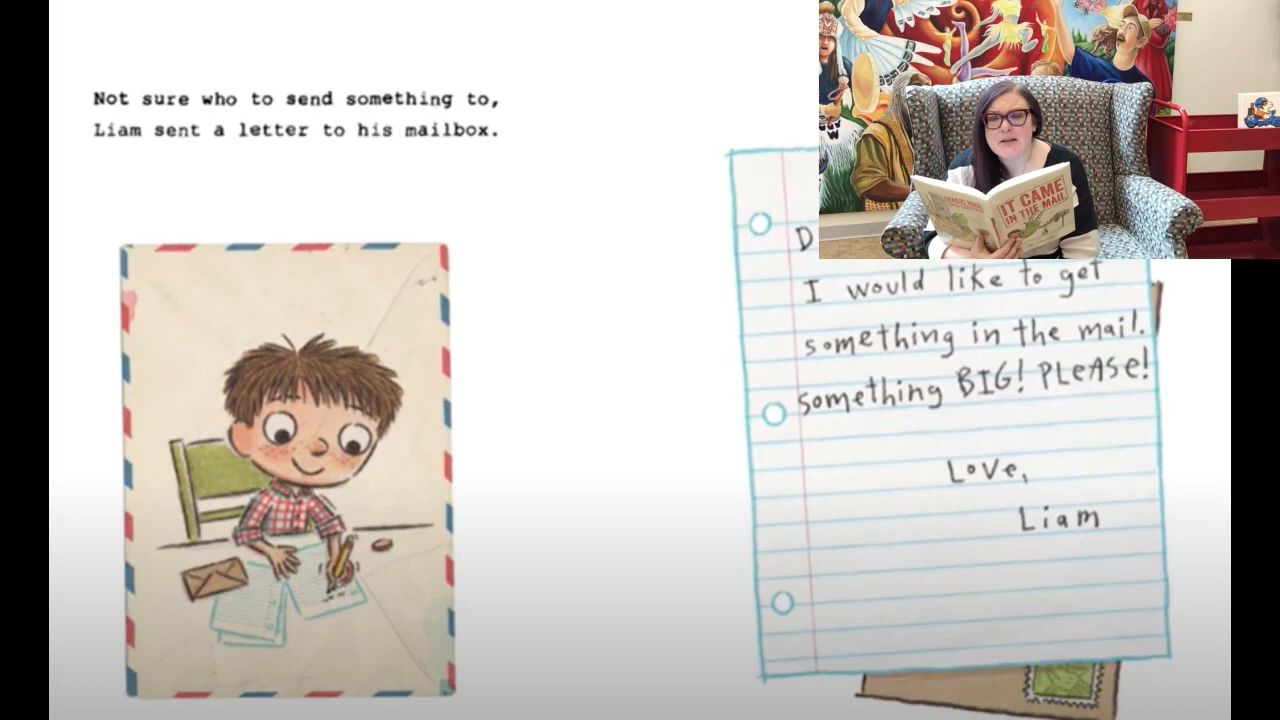 Not sure who to send something to,
Liam sent a letter to his mailbox.
D
I would like to get
something in the mail.
something BIG! PLeASe!
Love,
Liam
IT CAME
IN THE MAIL